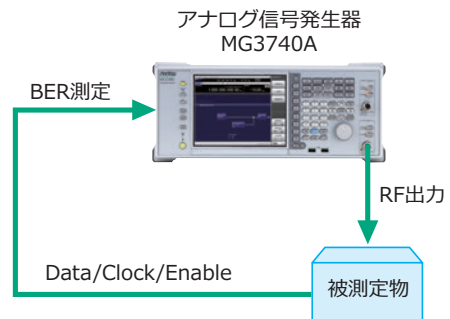 アナログ信号発生器
MG3740A
BER測定
RF出力
Data/Clock/Enable
被測定物